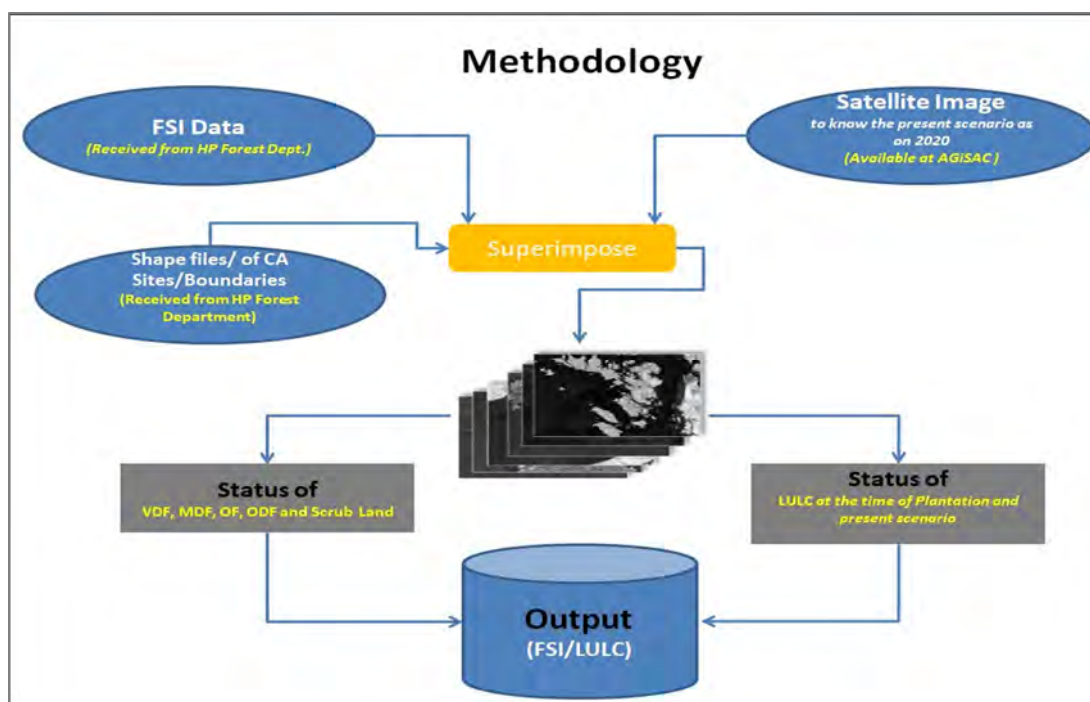 Methodology
FSI Data
(Received from HP Forest Dept.)
Satellite Image
to know the present scenario as
on 2020
(Available at AGiSAC )
Superimpose
Shape files/ of CA
Sites/Boundaries
(Received from HP Forest
Department)
Status of
VDF, MDF, OF, ODF and Scrub Land
Status of
LULC at the time of Plantation and
present scenario
Output
(FSI/LULC)